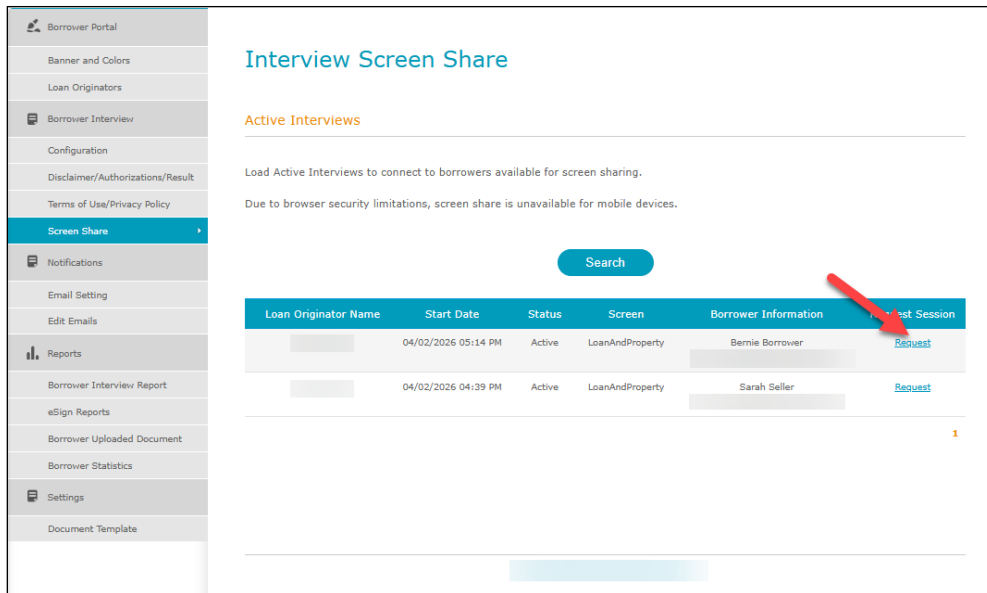 Borrower Portal
Banner and Colors
Loan Originators
Borrower Interview
Configuration
Disclaimer/Authorizations/Result
Terms of Use/Privacy Policy
Screen Share
Notifications
Email Setting
Edit Emails
Reports
Borrower Interview Report
eSign Reports
Borrower Uploaded Document
Borrower Statistics
Settings
Document Template
Interview Screen Share
Active Interviews
Load Active Interviews to connect to borrowers available for screen sharing.
Due to browser security limitations, screen share is unavailable for mobile devices.
Search
Loan Originator Name Start Date Status Screen Borrower Information Session
04/02/2026 05:14 PM Active LoanAndProperty Bernie Borrower Request
04/02/2026 04:39 PM Active LoanAndProperty Sarah Seller Request
1